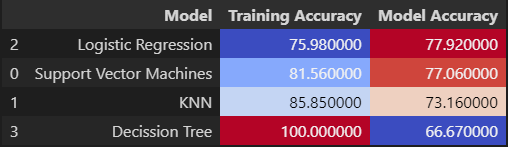 Model Training Accuracy Model Accuracy
2 Logistic Regression 75.980000 77.920000
0 Support Vector Machines 81.560000 77.060000
1 KNN 85.850000 73.160000
3 Decission Tree 100.000000 66.670000